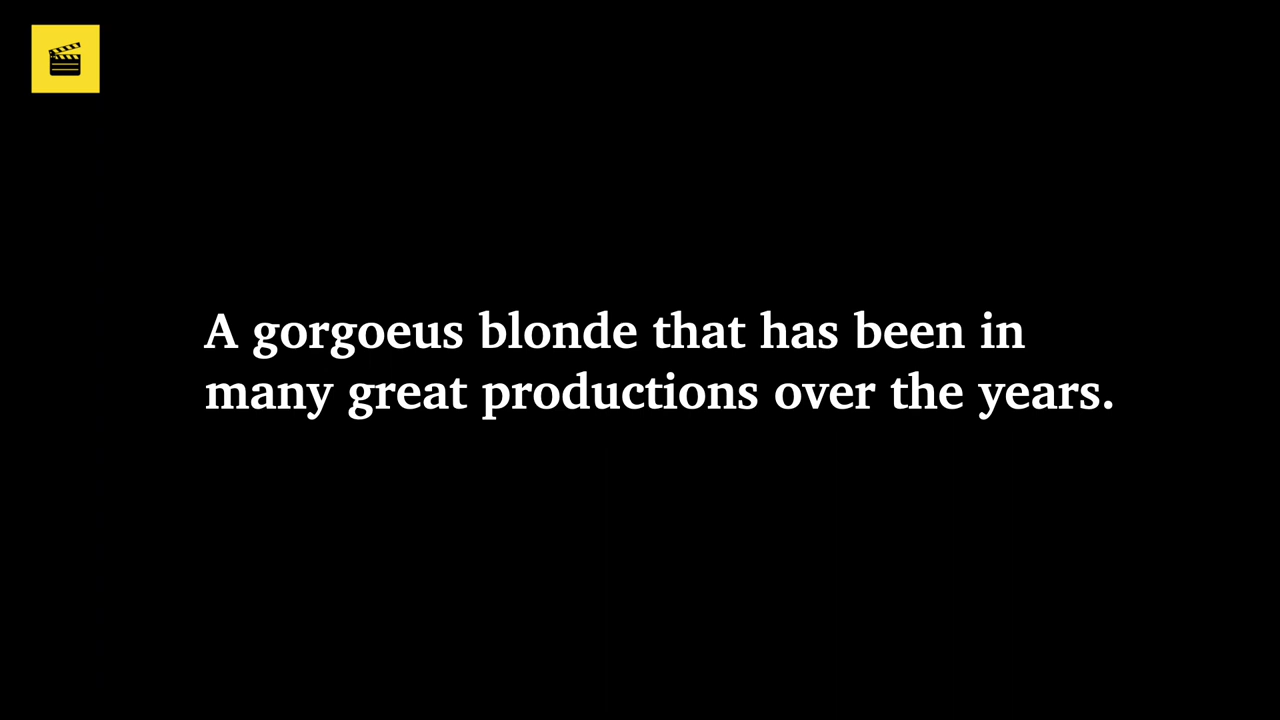 A gorgoeus blonde that has been in
many great productions over the years.